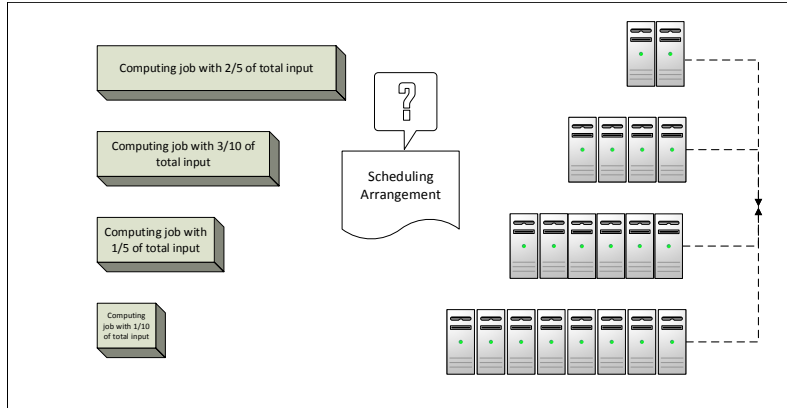 Computing job with 2/5 of total input
?
Computing job with 3/10 of
total input
Scheduling
Arrangement
Computing job with
1/5 of total input
Computing
job with 1/10
of total input